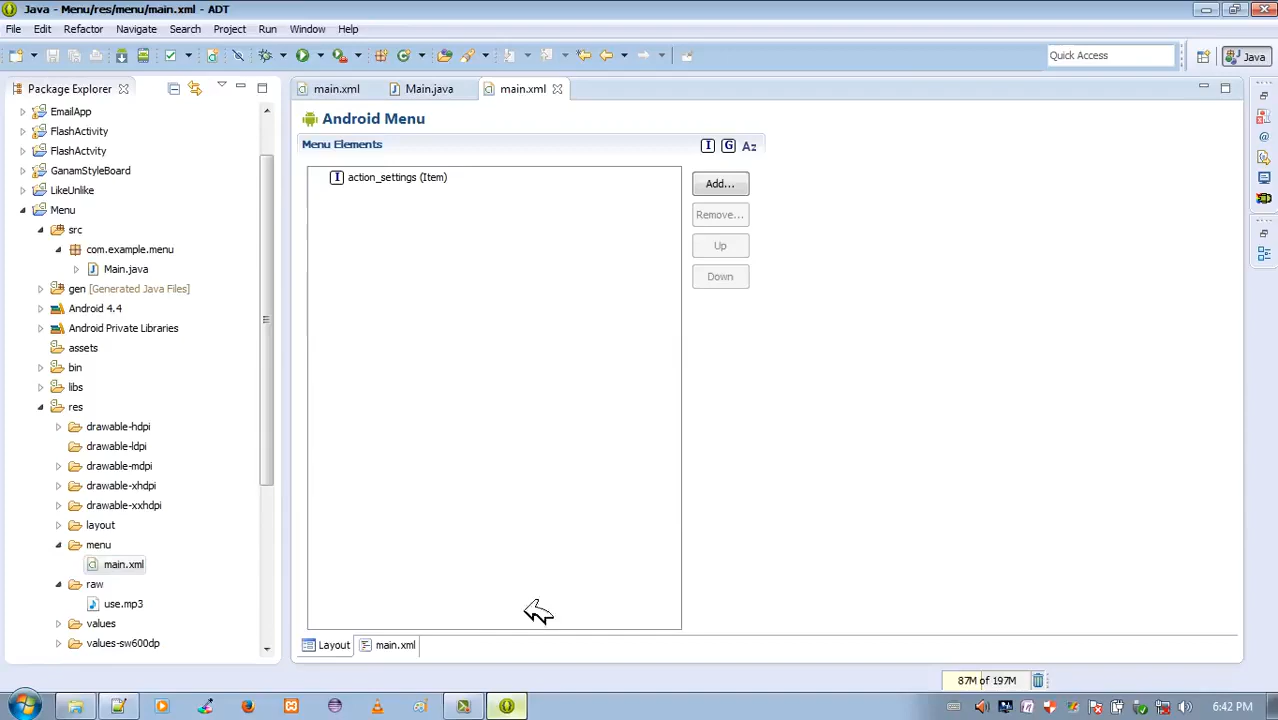 Java - Menu/res/menu/main.xml - ADT
File Edit Refactor Navigate Search Project Run Window Help
Quick Access
Java
Package Explorer
main.xml
Main.java
main.xml
EmailApp
FlashActivity
FlashActvity
GanamStyleBoard
LikeUnlike
Menu
src
com.example.menu
Main.java
gen [Generated Java Files]
Android 4.4
Android Private Libraries
assets
bin
libs
res
drawable-hdpi
drawable-ldpi
drawable-mdpi
drawable-xhdpi
drawable-xxhdpi
layout
menu
main.xml
raw
use.mp3
values
values-sw600dp
Android Menu
Menu Elements
I G Az
I action_settings (Item)
Add...
Remove...
Up
Down
Layout
main.xml
87M of 197M
6:42 PM